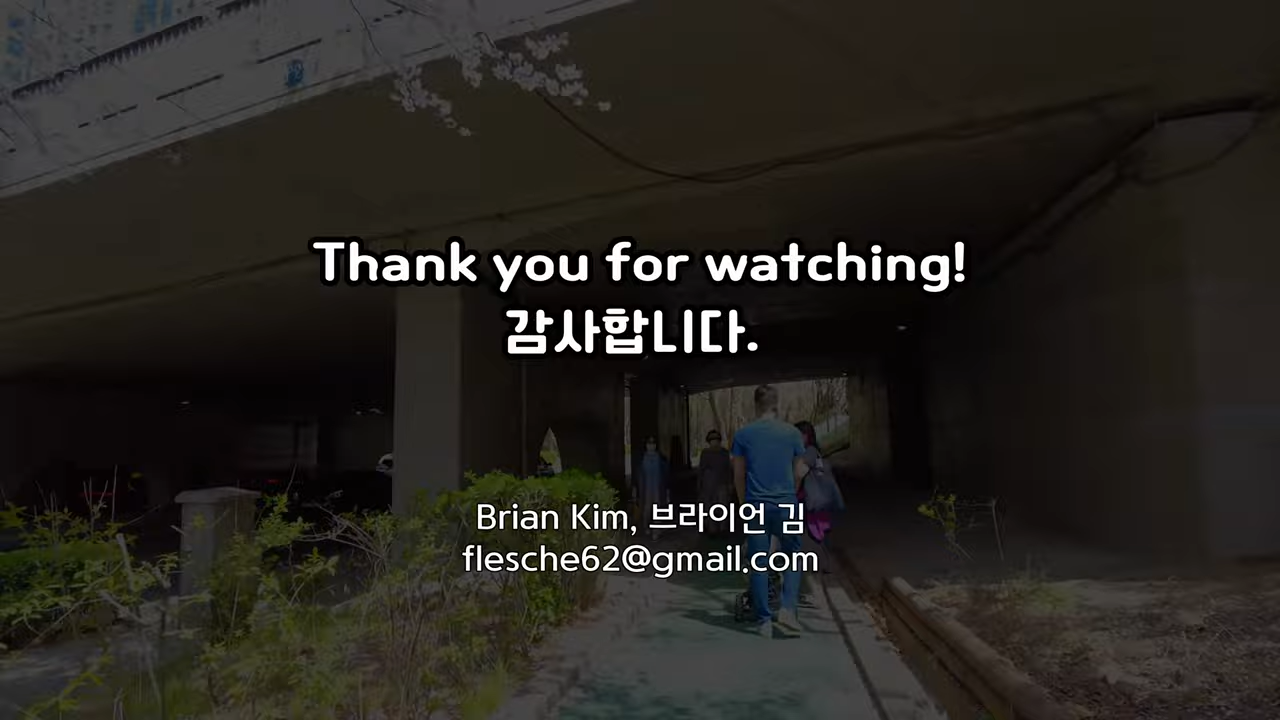 Thank you for watching!
감사합니다.
Brian Kim, 브라이언 김
flesche62@gmail.com